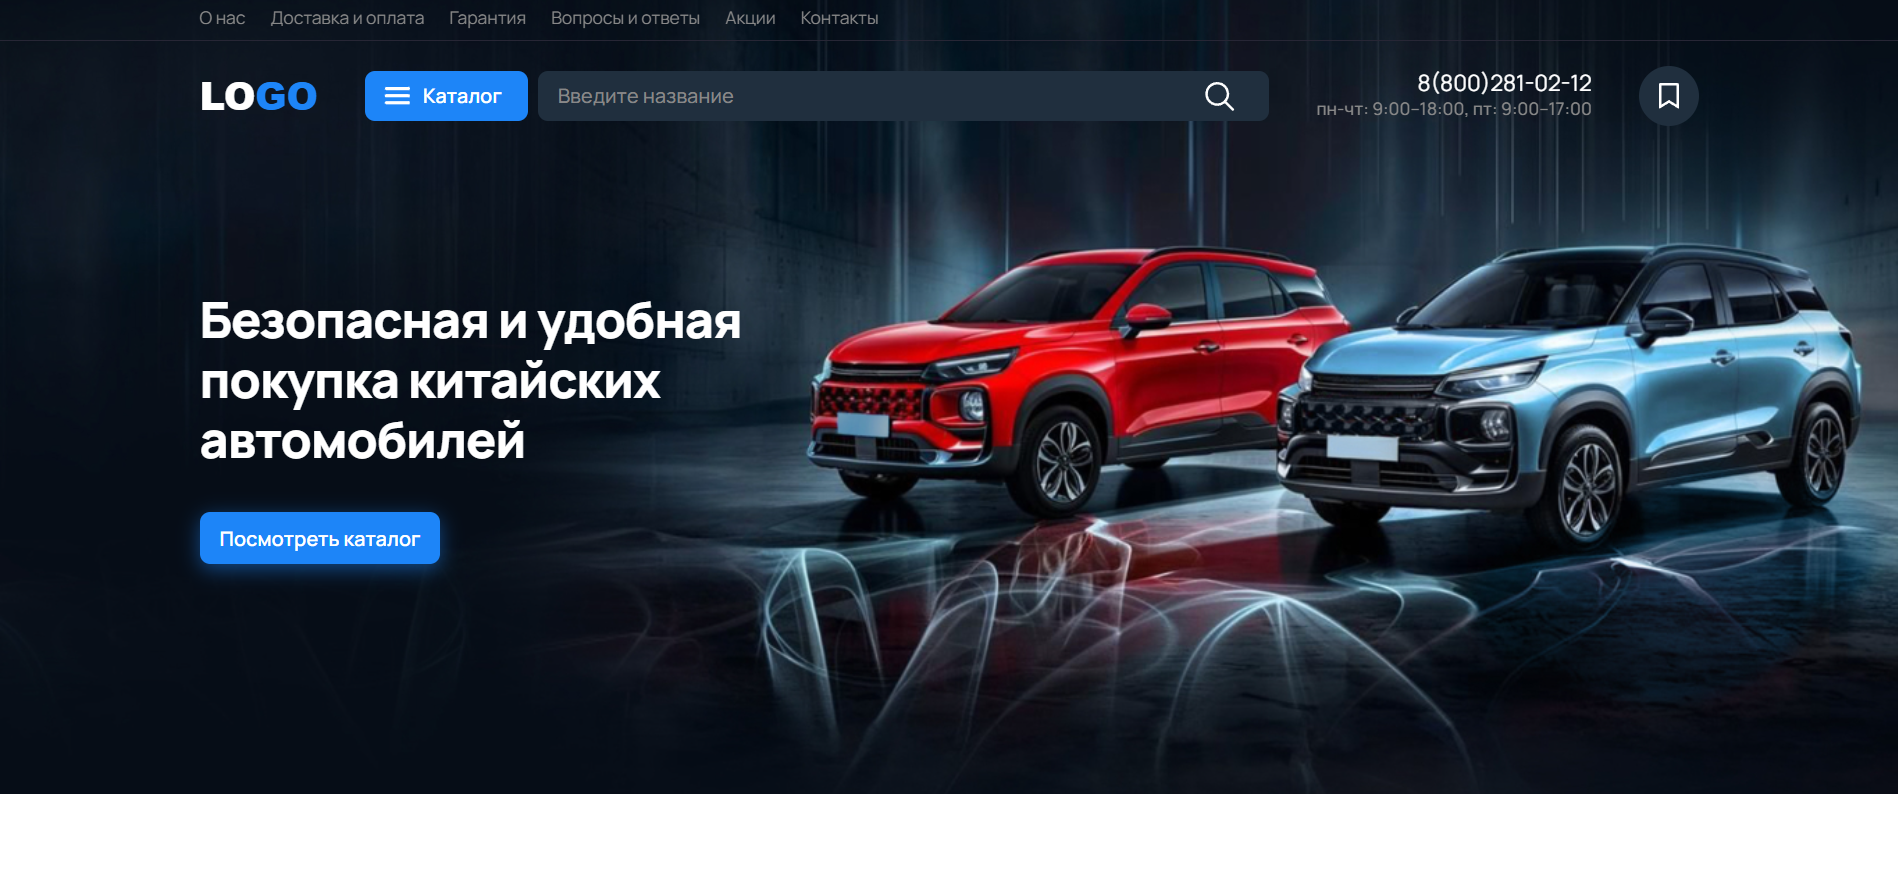 О нас Доставка и оплата Гарантия Вопросы и ответы Акции Контакты
LOGO
Каталог
Введите название
8(800)281-02-12
пн-чт: 9:00–18:00, пт: 9:00–17:00
Безопасная и удобная
покупка китайских
автомобилей
Посмотреть каталог